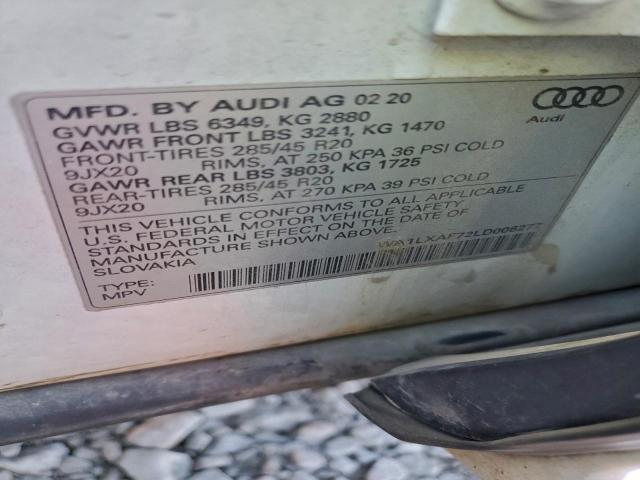 MFD. BY AUDI AG 02 20
GVWR LBS 6349, KG 2880
GAWR FRONT LBS 3241, KG 1470
FRONT-TIRES 285/45 R20
9JX20 RIMS, AT 250 KPA 36 PSI COLD
GAWR REAR LBS 3803, KG 1725
REAR-TIRES 285/45 R20
9JX20 RIMS, AT 270 KPA 39 PSI COLD
THIS VEHICLE CONFORMS TO ALL APPLICABLE
U.S. FEDERAL MOTOR VEHICLE SAFETY
STANDARDS IN EFFECT ON THE DATE OF
MANUFACTURE SHOWN ABOVE.
SLOVAKIA WA1LXAF72LD006277
TYPE:
MPV
Audi